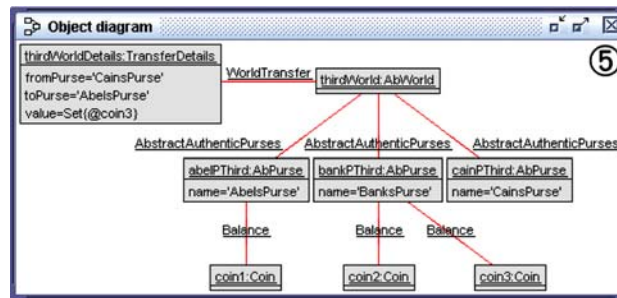 Object diagram
⑤
thirdWorldDetails:TransferDetails
fromPurse='CainsPurse'
toPurse='AbelsPurse'
value=Set{@coin3}
WorldTransfer
thirdWorld:AbWorld
AbstractAuthenticPurses AbstractAuthenticPurses AbstractAuthenticPurses
abelPThird:AbPurse bankPThird:AbPurse cainPThird:AbPurse
name='AbelsPurse' name='BanksPurse' name='CainsPurse'
Balance Balance Balance
coin1:Coin coin2:Coin coin3:Coin